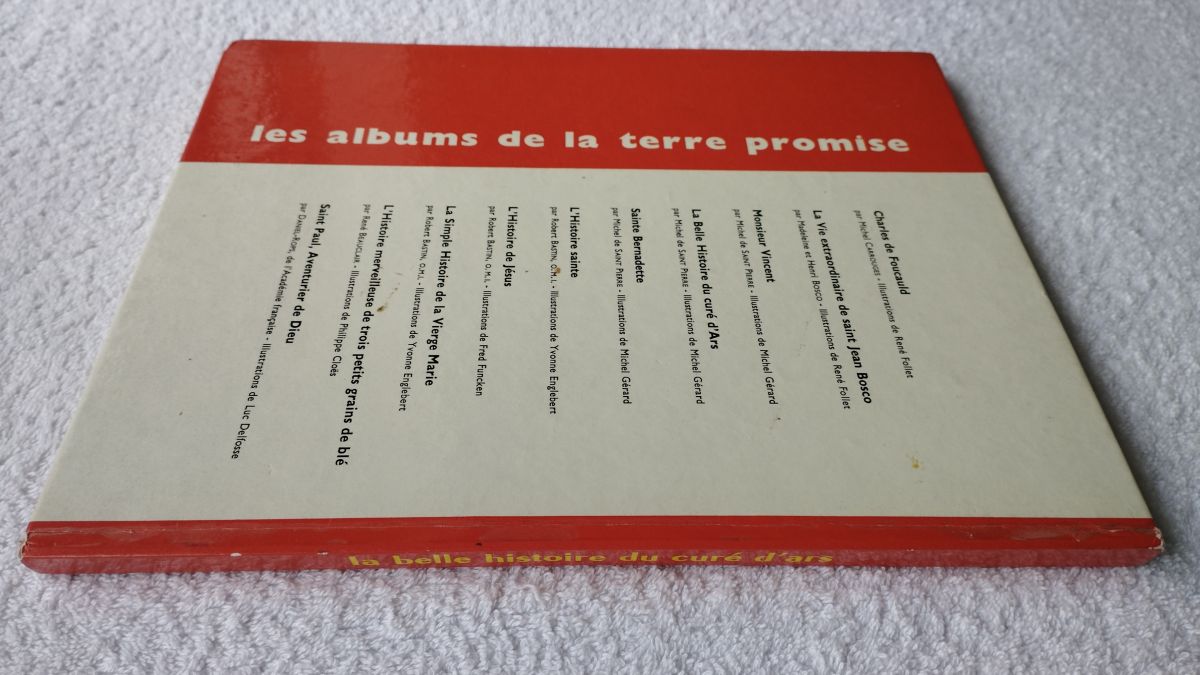 les albums de la terre promise
Charles de Foucauld
par Michel CARROUGES - Illustrations de René Follet
La Vie extraordinaire de saint Jean Bosco
par Madeleine et Henri BOSCO - Illustrations de René Follet
Monsieur Vincent
par Michel de SAINT PIERRE - Illustrations de Michel Gérard
La Belle Histoire du curé d'Ars
par Michel de SAINT PIERRE - Illustrations de Michel Gérard
Sainte Bernadette
par Michel de SAINT PIERRE - Illustrations de Michel Gérard
L'Histoire sainte
par Robert BASTIN, O.M.I. - Illustrations de Yvonne Englebert
L'Histoire de Jésus
par Robert BASTIN, O.M.I. - Illustrations de Fred Funcken
La Simple Histoire de la Vierge Marie
par Robert BASTIN, O.M.I. - Illustrations de Yvonne Englebert
L'Histoire merveilleuse de trois petits grains de blé
par René BEAUCLAIR - Illustrations de Philippe Cloës
Saint Paul, Aventurier de Dieu
par DANIEL-ROPS, de l'Académie française - Illustrations de Luc Delfosse
la belle histoire du curé d'ars